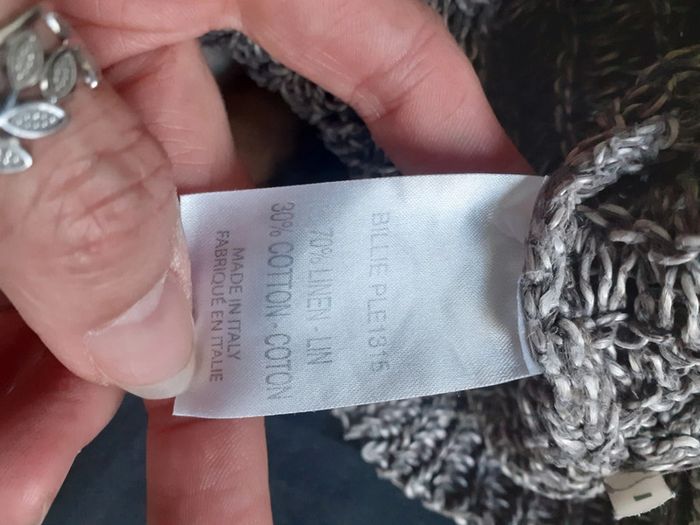 BILLIE PLE1315
70% LINEN - LIN
30% COTTON - COTON
MADE IN ITALY
FABRIQUÉ EN ITALIE